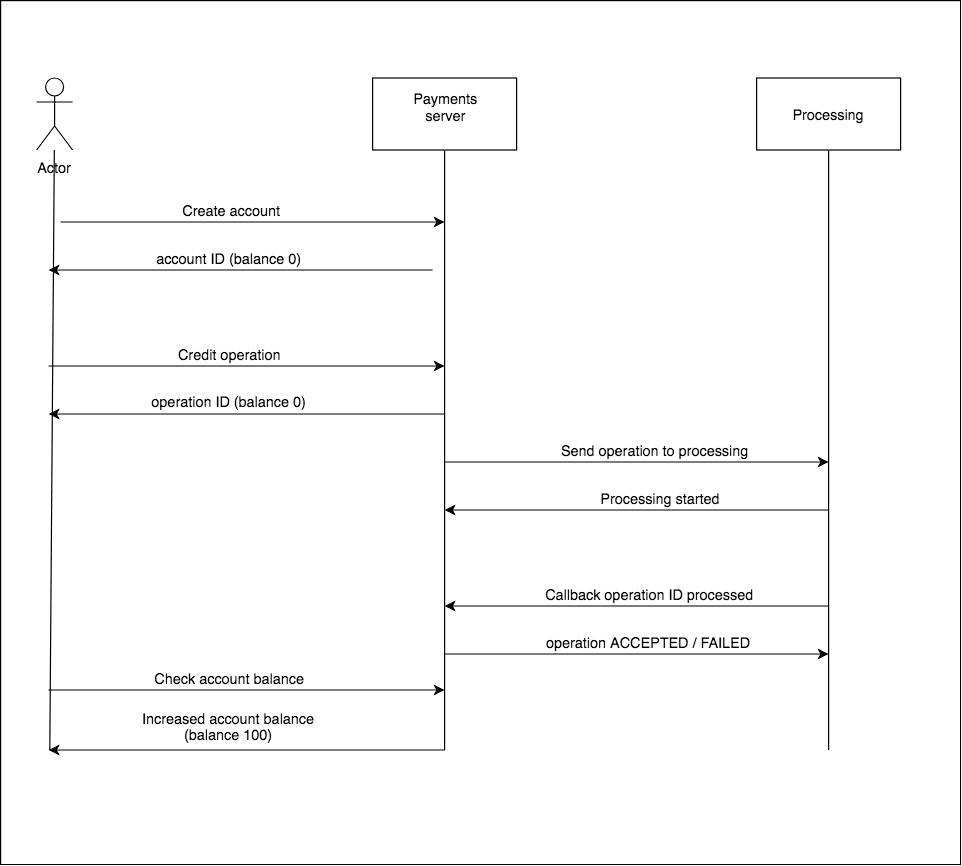 Payments
server
Processing
Actor
Create account
account ID (balance 0)
Credit operation
operation ID (balance 0)
Send operation to processing
Processing started
Callback operation ID processed
operation ACCEPTED / FAILED
Check account balance
Increased account balance
(balance 100)